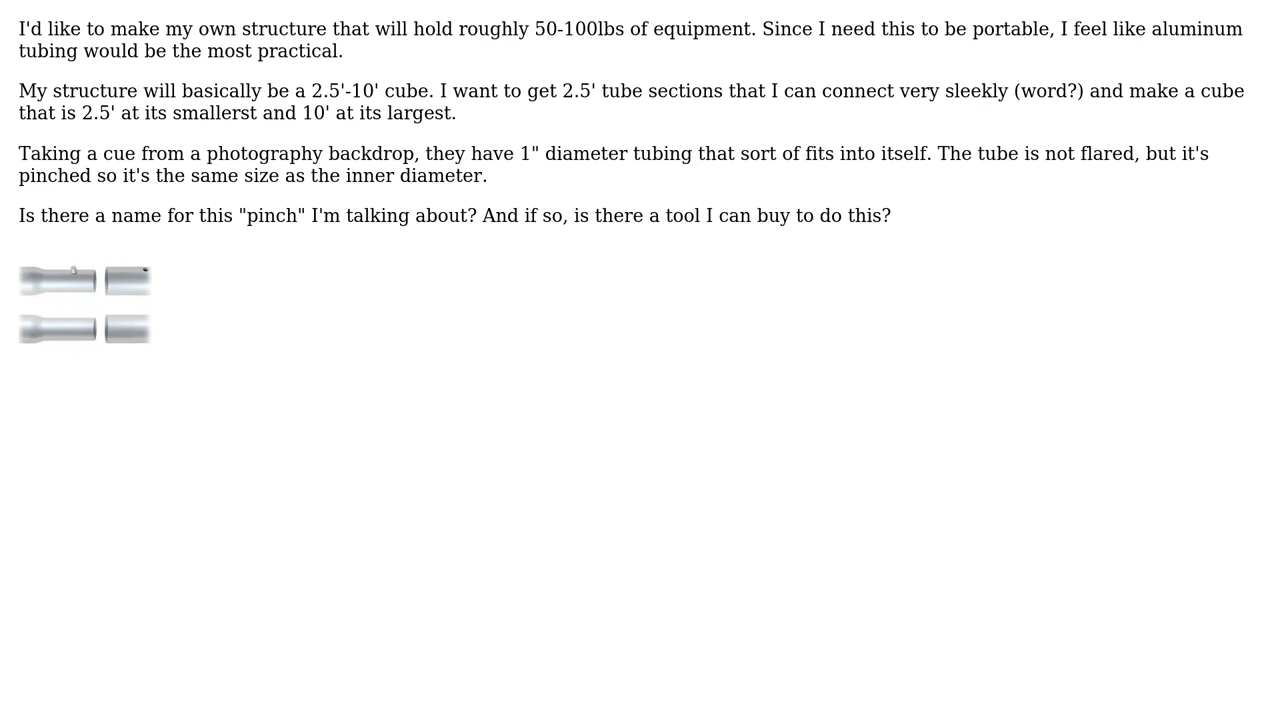 I'd like to make my own structure that will hold roughly 50-100lbs of equipment. Since I need this to be portable, I feel like aluminum
tubing would be the most practical.
My structure will basically be a 2.5'-10' cube. I want to get 2.5' tube sections that I can connect very sleekly (word?) and make a cube
that is 2.5' at its smallerst and 10' at its largest.
Taking a cue from a photography backdrop, they have 1" diameter tubing that sort of fits into itself. The tube is not flared, but it's
pinched so it's the same size as the inner diameter.
Is there a name for this "pinch" I'm talking about? And if so, is there a tool I can buy to do this?